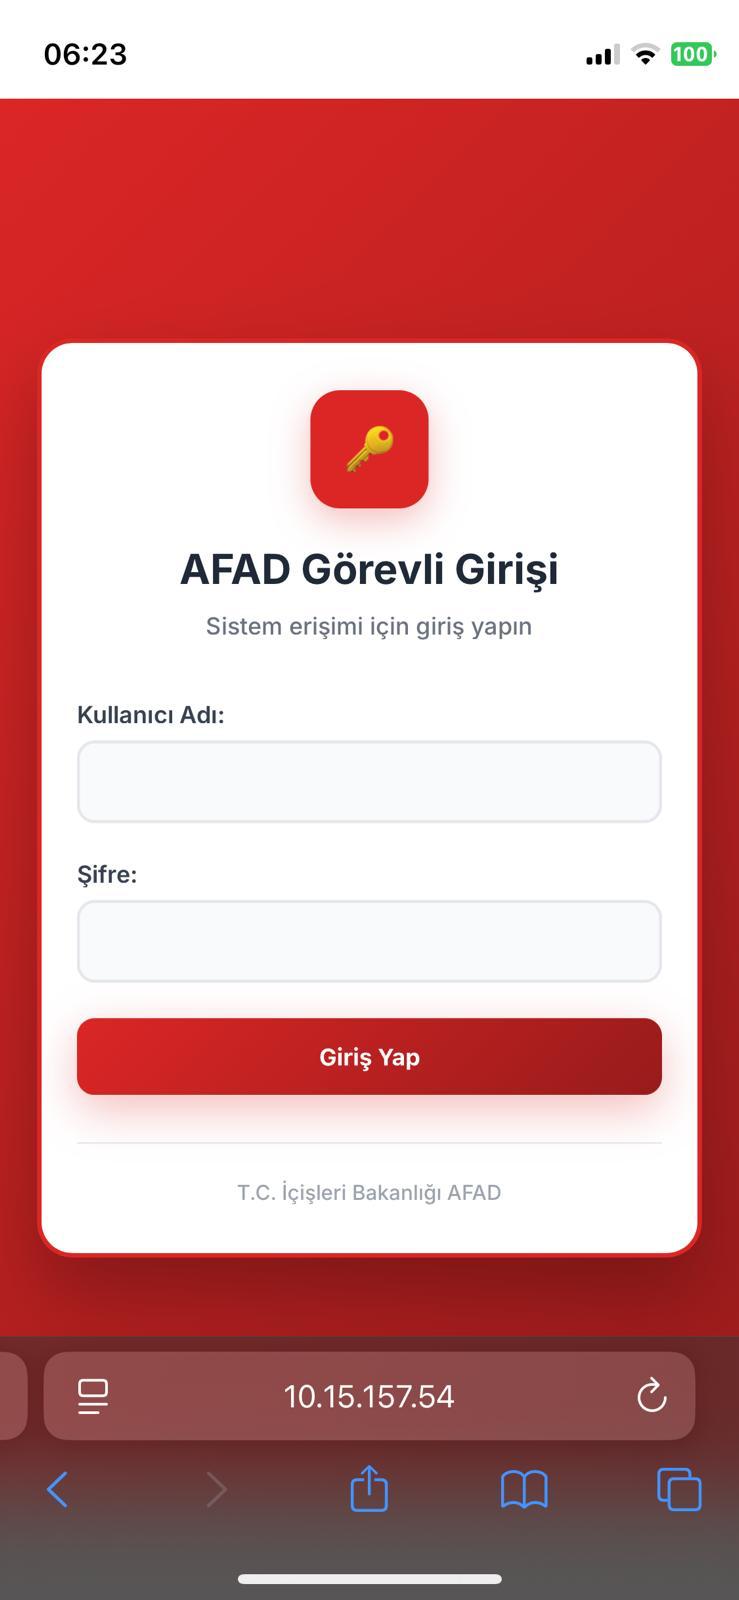 06:23
100
AFAD Görevli Girişi
Sistem erişimi için giriş yapın
Kullanıcı Adı:
Şifre:
Giriş Yap
T.C. İçişleri Bakanlığı AFAD
10.15.157.54